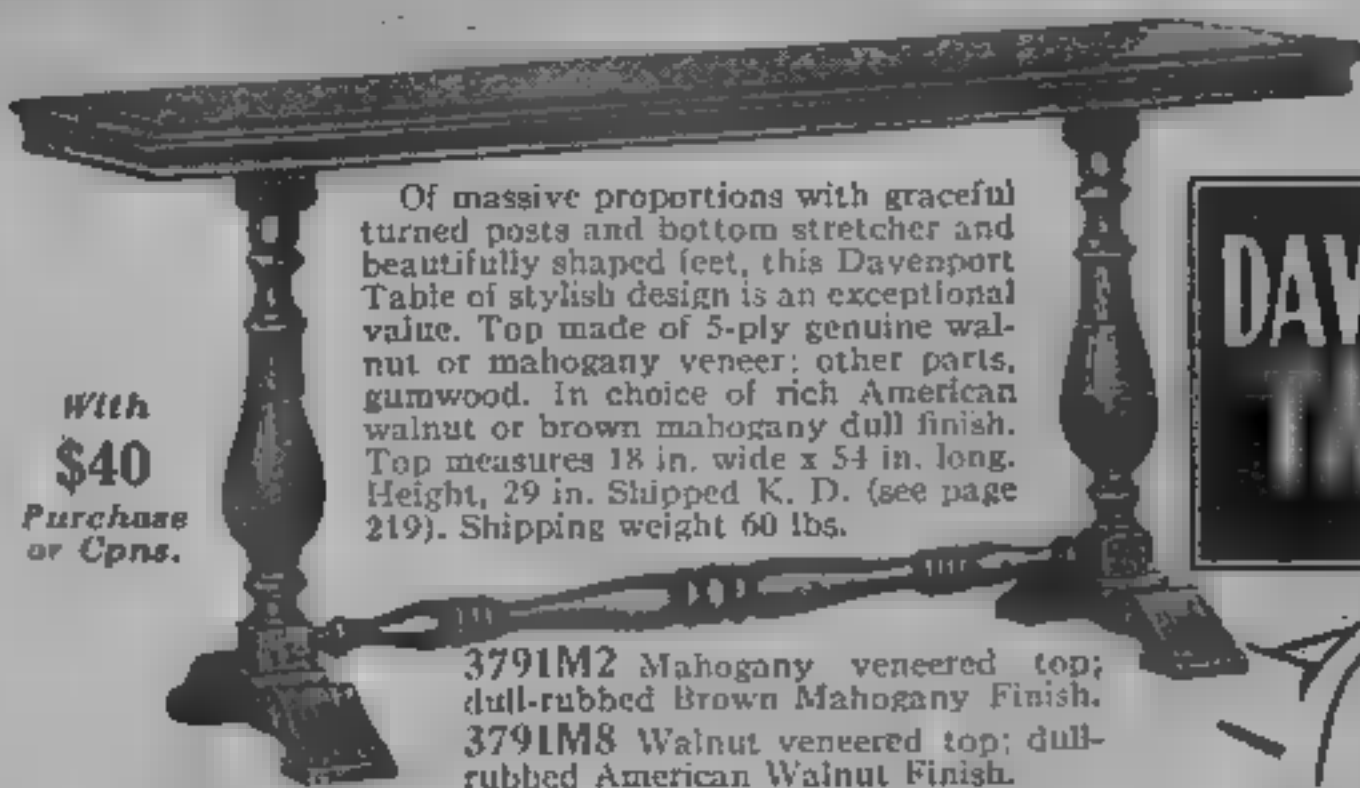 Of massive proportions with graceful
turned posts and bottom stretcher and
beautifully shaped feet, this Davenport
Table of stylish design is an exceptional
value. Top made of 5-ply genuine wal-
nut or mahogany veneer; other parts,
gumwood. In choice of rich American
walnut or brown mahogany dull finish.
Top measures 18 in. wide x 54 in. long.
Height, 29 in. Shipped K. D. (see page
219). Shipping weight 60 lbs.
With
$40
Purchase
or Cpns.
3791M2 Mahogany veneered top;
dull-rubbed Brown Mahogany Finish.
3791M8 Walnut veneered top; dull-
rubbed American Walnut Finish.
DAV
TA